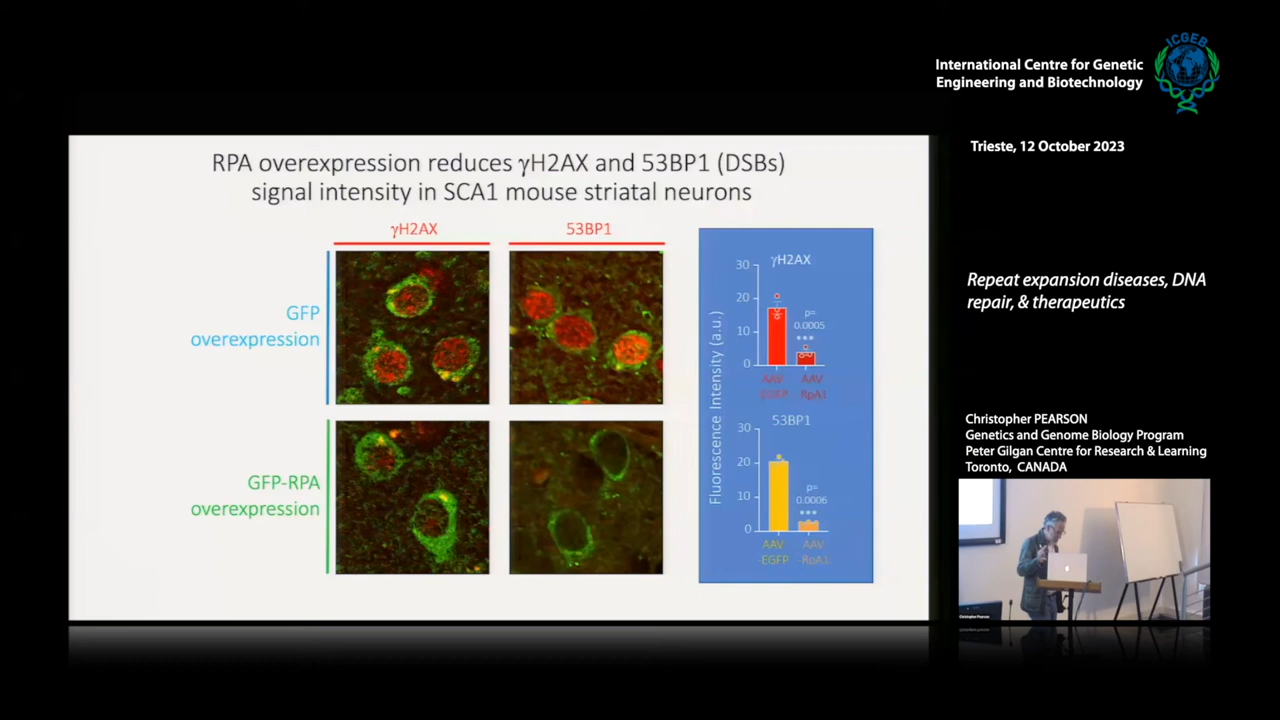 ICGEB
International Centre for Genetic
Engineering and Biotechnology
Trieste, 12 October 2023
RPA overexpression reduces γH2AX and 53BP1 (DSBs)
signal intensity in SCA1 mouse striatal neurons
γH2AX
53BP1
GFP
overexpression
GFP-RPA
overexpression
Fluorescence Intensity (a.u.)
γH2AX
30
20
10
0
p=
0.0005
***
AAV
-EGFP
AAV
-RpA1
53BP1
30
20
10
0
p=
0.0006
***
AAV
-EGFP
AAV
-RpA1
Repeat expansion diseases, DNA
repair, & therapeutics
Christopher PEARSON
Genetics and Genome Biology Program
Peter Gilgan Centre for Research & Learning
Toronto, CANADA
Christopher Pearson